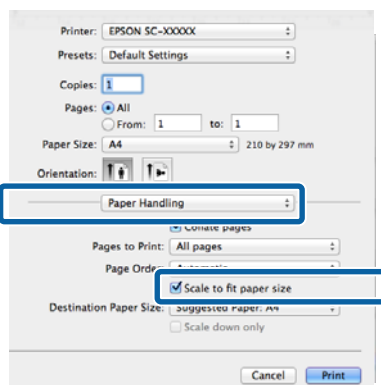 Printer: EPSON SC-XXXXX
Presets: Default Settings
Copies: 1
Pages: All
From: 1 to: 1
Paper Size: A4 210 by 297 mm
Orientation:
Paper Handling
Collate pages
Pages to Print: All pages
Page Order: Automatic
Scale to fit paper size
Destination Paper Size: Suggested Paper: A4
Scale down only
Cancel Print